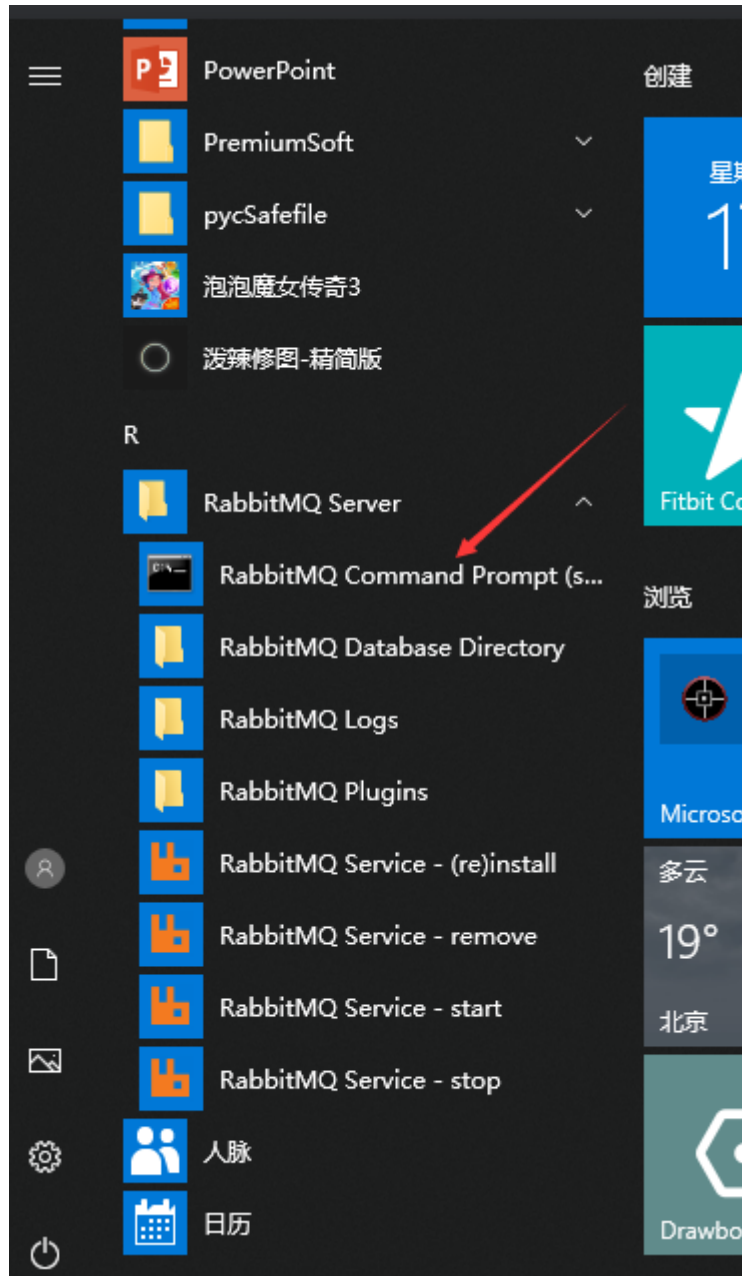 PowerPoint
PremiumSoft
pycSafefile
泡泡魔女传奇3
泼辣修图-精简版
R
RabbitMQ Server
RabbitMQ Command Prompt (s...
RabbitMQ Database Directory
RabbitMQ Logs
RabbitMQ Plugins
RabbitMQ Service - (re)install
RabbitMQ Service - remove
RabbitMQ Service - start
RabbitMQ Service - stop
人脉
日历
创建
星
Fitbit Co
浏览
Microso
多云
19°
北京
Drawbo